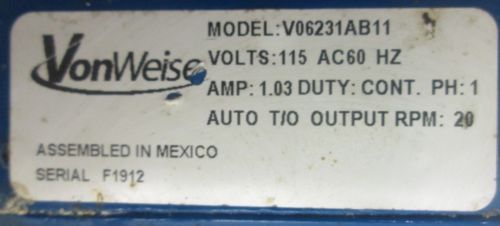 MODEL:V06231AB11
VonWeise
VOLTS:115 AC60 HZ
AMP:1.03 DUTY: CONT. PH: 1
AUTO T/O OUTPUT RPM: 20
ASSEMBLED IN MEXICO
SERIAL F1912